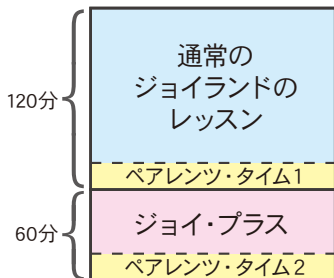 120分
通常の
ジョイランドの
レッスン
ペアレンツ・タイム1
60分
ジョイ・プラス
ペアレンツ・タイム2